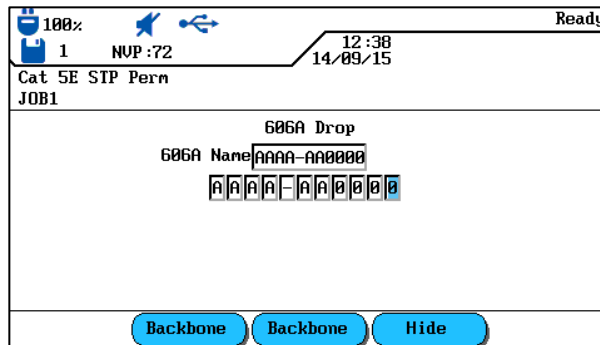 100% Ready
1 NVP:72 12:38
14/09/15
Cat 5E STP Perm
JOB1
606A Drop
606A Name AAAA-AA0000
AAAA-AA0000
Backbone Backbone Hide